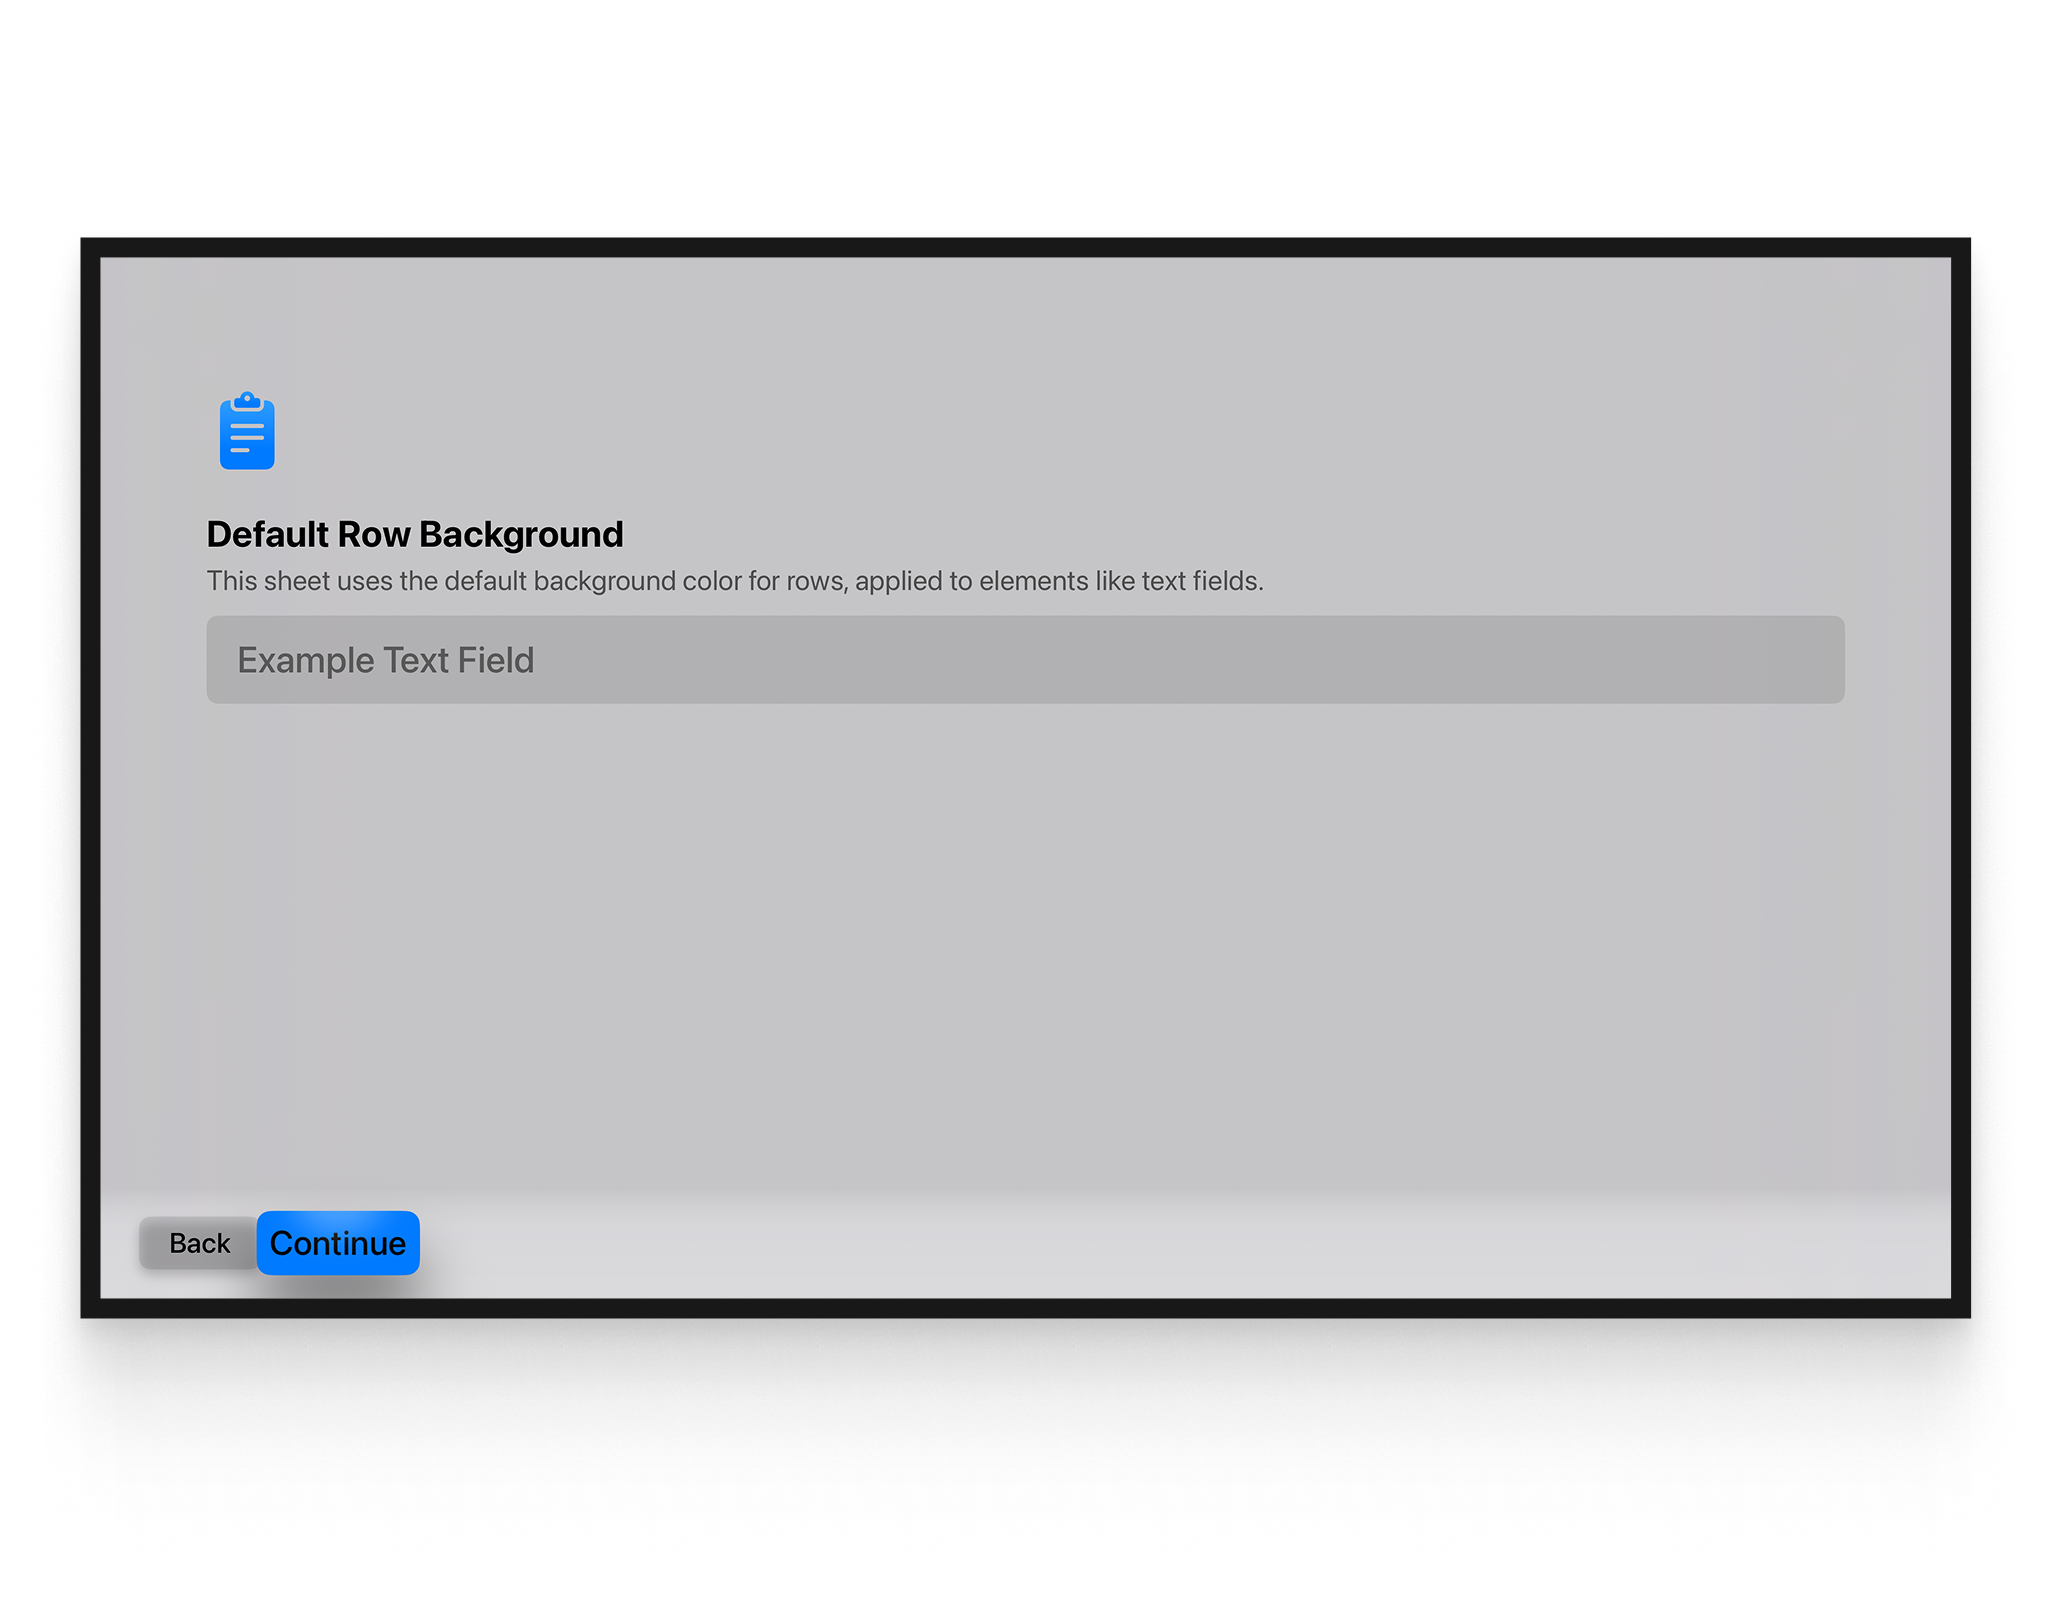 Default Row Background
This sheet uses the default background color for rows, applied to elements like text fields.
Example Text Field
Back
Continue